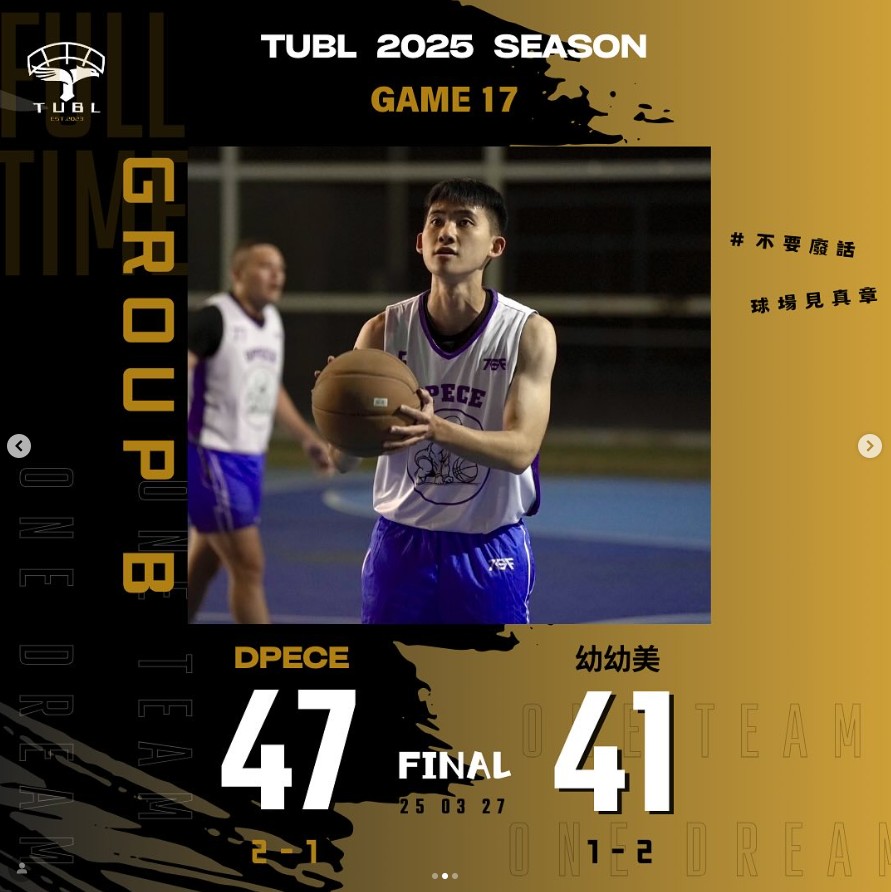 FULL
TIME
TUBL
EST.2023
TUBL 2025 SEASON
GAME 17
GROUP B
#不要廢話
球場見真章
DPECE
DPECE
幼幼美
47
41
FINAL
25 03 27
2-1
1-2
ONE TEAM
ONE DREAM
ONE TEAM
ONE DREAM